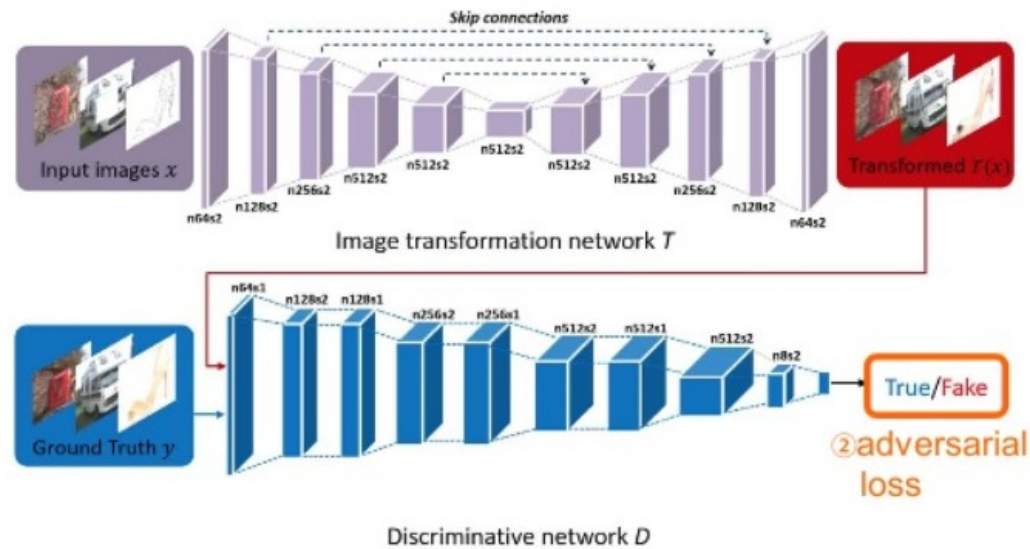 Skip connections
Input images x
n64s2
n128s2
n256s2
n512s2
n512s2
n512s2
n512s2
n512s2
n256s2
n128s2
n64s2
Transformed T(x)
Image transformation network T
n64s1
n128s2
n128s1
n256s2
n256s1
n512s2
n512s1
n512s2
n8s2
Ground Truth y
True/Fake
②adversarial
loss
Discriminative network D